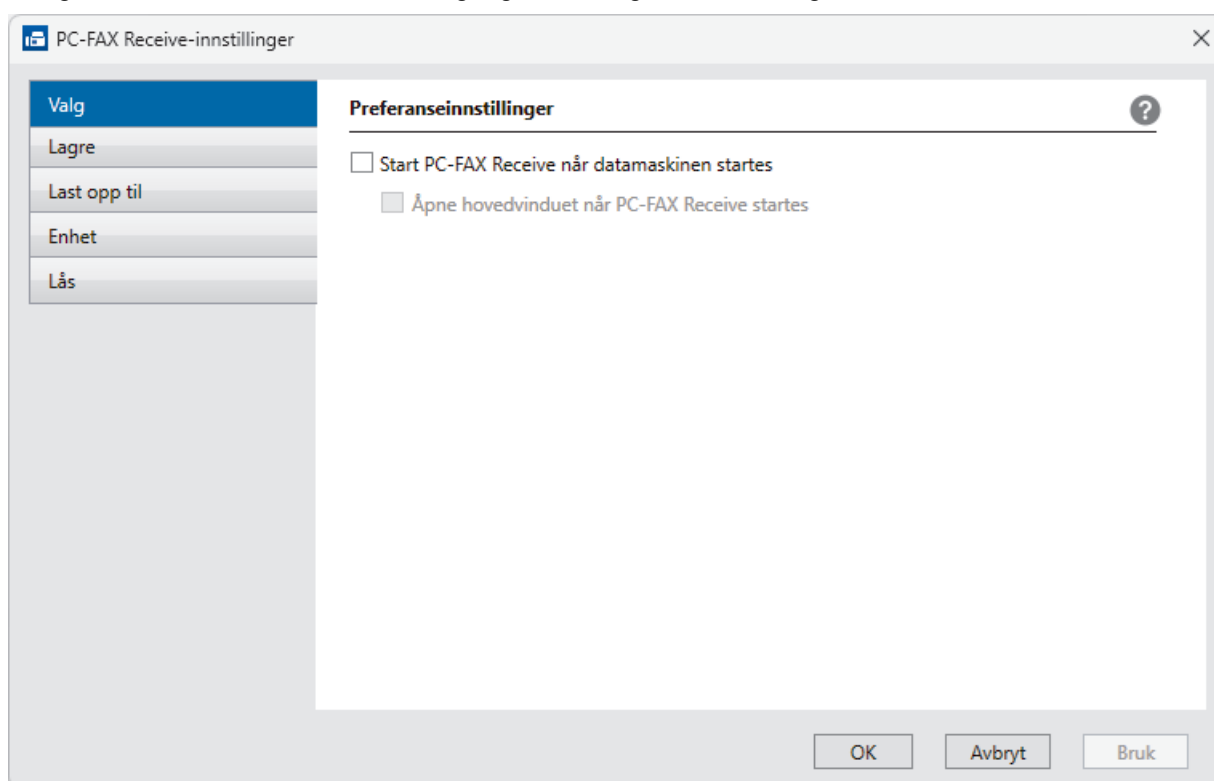 PC-FAX Receive-innstillinger
Valg
Lagre
Last opp til
Enhet
Lås
Preferanseinnstillinger
?
Start PC-FAX Receive når datamaskinen startes
Åpne hovedvinduet når PC-FAX Receive startes
OK
Avbryt
Bruk